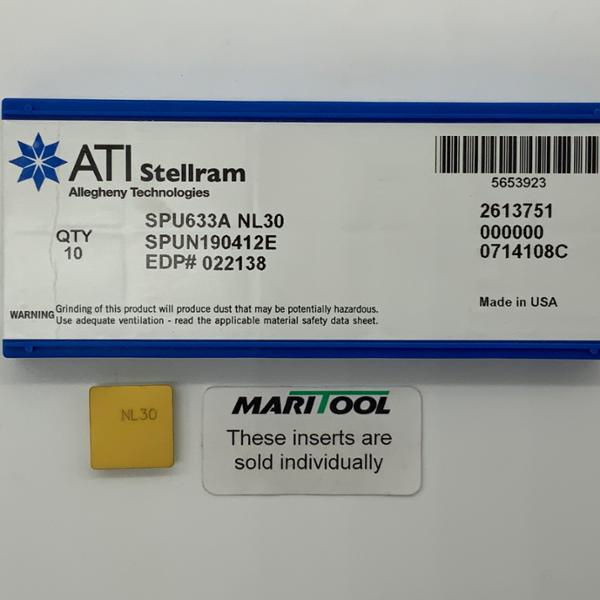 ATI Stellram
Allegheny Technologies
QTY
10
SPU633A NL30
SPUN190412E
EDP# 022138
5653923
2613751
000000
0714108C
Made in USA
WARNING Grinding of this product will produce dust that may be potentially hazardous.
Use adequate ventilation - read the applicable material safety data sheet.
NL30
MARITOOL
These inserts are
sold individually